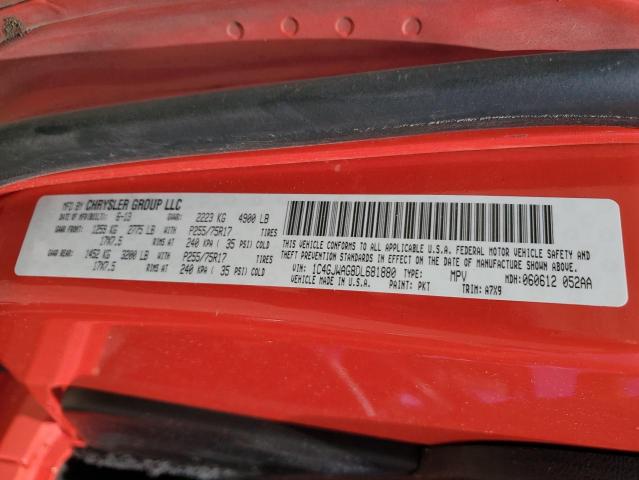 MFD BY CHRYSLER GROUP LLC
DATE OF MFR(BUILT): 6-13 GVWR: 2223 KG 4900 LB
GAWR FRONT: 1259 KG 2775 LB P255/75R17 TIRES
17X7.5 RIMS AT 240 KPA ( 35 PSI) COLD
GAWR REAR: 1452 KG 3200 LB P255/75R17 TIRES
17X7.5 RIMS AT 240 KPA ( 35 PSI) COLD
THIS VEHICLE CONFORMS TO ALL APPLICABLE U.S.A. FEDERAL MOTOR VEHICLE SAFETY AND
THEFT PREVENTION STANDARDS IN EFFECT ON THE DATE OF MANUFACTURE SHOWN ABOVE.
VIN: 1C4GJWAG8DL681880 TYPE: MPV MDH: 060612 052AA
VEHICLE MADE IN U.S.A. PAINT: PKT TRIM: A7X9